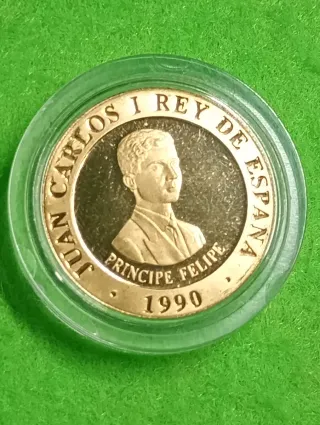 JUAN CARLOS I REY DE ESPAÑA
PRINCIPE FELIPE
· 1990 ·